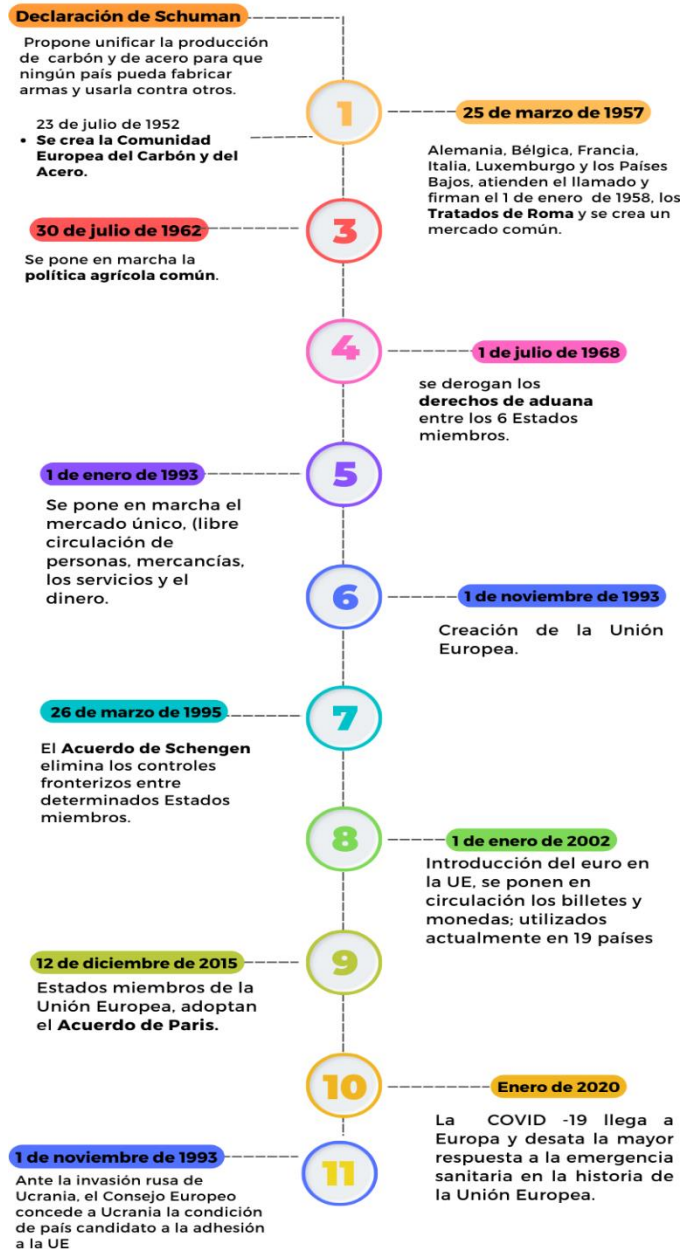 Declaración de Schuman
Propone unificar la producción
de carbón y de acero para que
ningún país pueda fabricar
armas y usarla contra otros.
23 de julio de 1952
• Se crea la Comunidad
Europea del Carbón y del
Acero.
1
25 de marzo de 1957
Alemania, Bélgica, Francia,
Italia, Luxemburgo y los Países
Bajos, atienden el llamado y
firman el 1 de enero de 1958, los
Tratados de Roma y se crea un
mercado común.
30 de julio de 1962
3
Se pone en marcha la
política agrícola común.
4
1 de julio de 1968
se derogan los
derechos de aduana
entre los 6 Estados
miembros.
1 de enero de 1993
5
Se pone en marcha el
mercado único, (libre
circulación de
personas, mercancías,
los servicios y el
dinero.
6
1 de noviembre de 1993
Creación de la Unión
Europea.
26 de marzo de 1995
7
El Acuerdo de Schengen
elimina los controles
fronterizos entre
determinados Estados
miembros.
8
1 de enero de 2002
Introducción del euro en
la UE, se ponen en
circulación los billetes y
monedas; utilizados
actualmente en 19 países
12 de diciembre de 2015
9
Estados miembros de la
Unión Europea, adoptan
el Acuerdo de Paris.
10
Enero de 2020
La COVID -19 llega a
Europa y desata la mayor
respuesta a la emergencia
sanitaria en la historia de
la Unión Europea.
1 de noviembre de 1993
11
Ante la invasión rusa de
Ucrania, el Consejo Europeo
concede a Ucrania la condición
de país candidato a la adhesión
a la UE